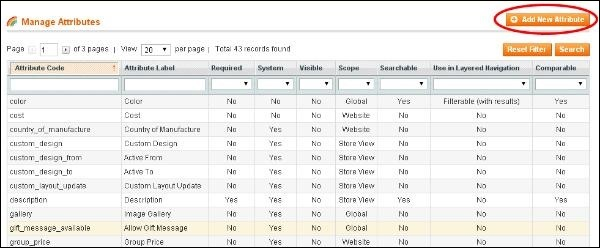 Manage Attributes
Add New Attribute
Page 1 of 3 pages | View 20 per page | Total 43 records found
Reset Filter Search
Attribute Code Attribute Label Required System Visible Scope Searchable Use in Layered Navigation Comparable
color Color No No No Global Yes Filterable (with results) Yes
cost Cost No No No Website No No No
country_of_manufacture Country of Manufacture No Yes No Website No No No
custom_design Custom Design No Yes No Store View No No No
custom_design_from Active From No Yes No Store View No No No
custom_design_to Active To No Yes No Store View No No No
custom_layout_update Custom Layout Update No Yes No Store View No No No
description Description Yes Yes No Store View Yes No Yes
gallery Image Gallery No Yes No Global No No No
gift_message_available Allow Gift Message No Yes No Global No No No
group_price Group Price No Yes No Website No No No